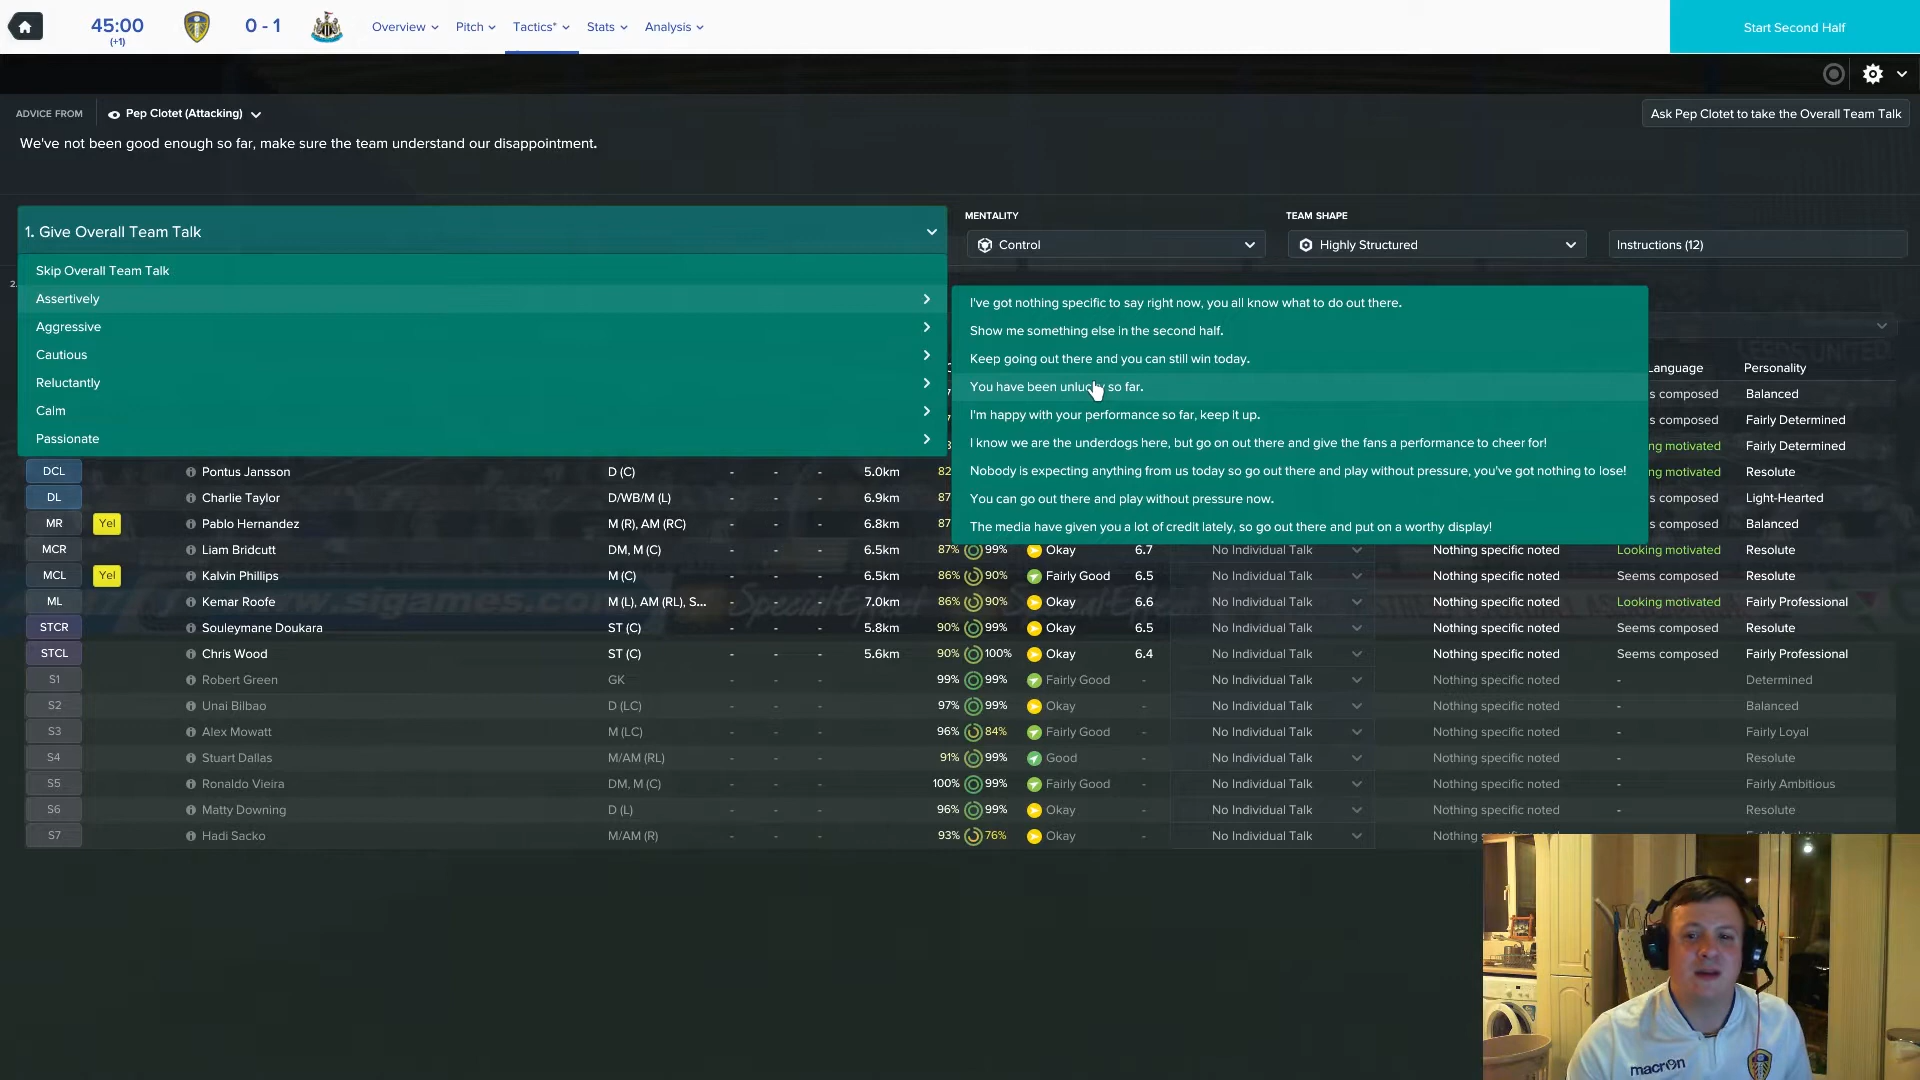 45:00
(+1)
0 - 1
Overview
Pitch
Tactics*
Stats
Analysis
Start Second Half
ADVICE FROM
Pep Clotet (Attacking)
Ask Pep Clotet to take the Overall Team Talk
We've not been good enough so far, make sure the team understand our disappointment.
1. Give Overall Team Talk
MENTALITY
Control
TEAM SHAPE
Highly Structured
Instructions (12)
2.
Skip Overall Team Talk
Assertively
Aggressive
Cautious
Reluctantly
Calm
Passionate
I've got nothing specific to say right now, you all know what to do out there.
Show me something else in the second half.
Keep going out there and you can still win today.
You have been unlucky so far.
I'm happy with your performance so far, keep it up.
I know we are the underdogs here, but go on out there and give the fans a performance to cheer for!
Nobody is expecting anything from us today so go out there and play without pressure, you've got nothing to lose!
You can go out there and play without pressure now.
The media have given you a lot of credit lately, so go out there and put on a worthy display!
Language Personality
s composed Balanced
Fairly Determined
ng motivated Fairly Determined
DCL Pontus Jansson D (C) - - - 5.0km 82 ng motivated Resolute
DL Charlie Taylor D/WB/M (L) - - - 6.9km 87 s composed Light-Hearted
MR Yel Pablo Hernandez M (R), AM (RC) - - - 6.8km 87 s composed Balanced
MCR Liam Bridcutt DM, M (C) - - - 6.5km 87% 99% Okay 6.7 No Individual Talk Nothing specific noted Looking motivated Resolute
MCL Yel Kalvin Phillips M (C) - - - 6.5km 86% 90% Fairly Good 6.5 No Individual Talk Nothing specific noted Seems composed Resolute
ML Kemar Roofe M (L), AM (RL), S... - - - 7.0km 86% 90% Okay 6.6 No Individual Talk Nothing specific noted Looking motivated Fairly Professional
STCR Souleymane Doukara ST (C) - - - 5.8km 90% 99% Okay 6.5 No Individual Talk Nothing specific noted Seems composed Resolute
STCL Chris Wood ST (C) - - - 5.6km 90% 100% Okay 6.4 No Individual Talk Nothing specific noted Seems composed Fairly Professional
S1 Robert Green GK 99% 99% Fairly Good - No Individual Talk Nothing specific noted - Determined
S2 Unai Bilbao D (LC) 97% 99% Okay - No Individual Talk Nothing specific noted - Balanced
S3 Alex Mowatt M (LC) 96% 84% Fairly Good - No Individual Talk Nothing specific noted - Fairly Loyal
S4 Stuart Dallas M/AM (RL) 91% 99% Good - No Individual Talk Nothing specific noted - Resolute
S5 Ronaldo Vieira DM, M (C) 100% 99% Fairly Good - No Individual Talk Nothing specific noted - Fairly Ambitious
S6 Matty Downing D (L) 96% 99% Okay - No Individual Talk Nothing specific noted - Resolute
S7 Hadi Sacko M/AM (R) 93% 76% Okay - No Individual Talk Nothing specific noted -
macron